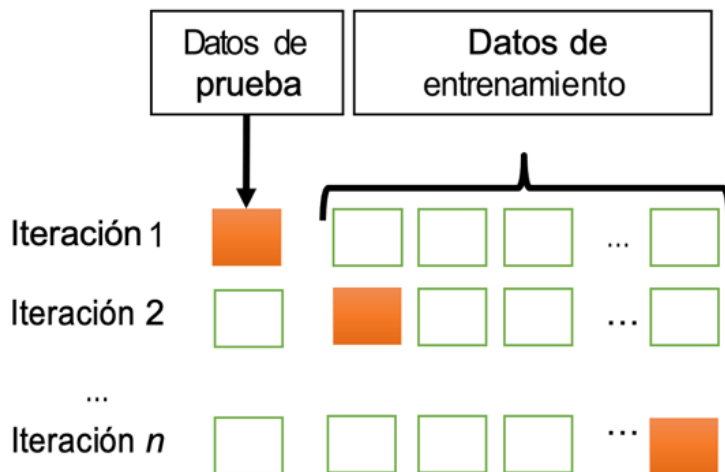 Datos de
prueba
Datos de
entrenamiento
Iteración 1
...
Iteración 2
...
...
Iteración n
...